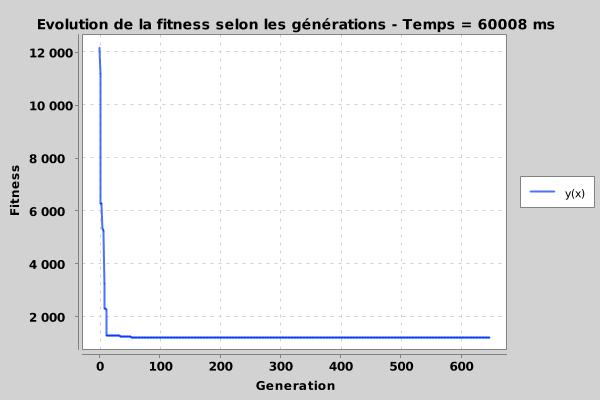 Evolution de la fitness selon les générations - Temps = 60008 ms
12 000
10 000
8 000
6 000
4 000
2 000
Fitness
y(x)
0 100 200 300 400 500 600
Generation